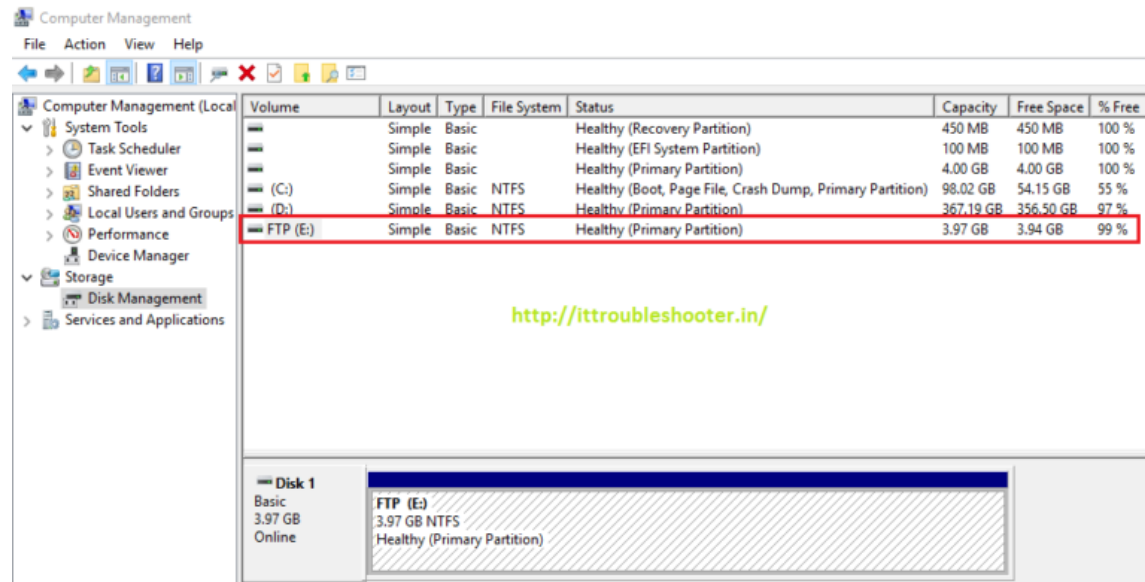 Computer Management
File Action View Help
Computer Management (Local
System Tools
Task Scheduler
Event Viewer
Shared Folders
Local Users and Groups
Performance
Device Manager
Storage
Disk Management
Services and Applications
Volume Layout Type File System Status Capacity Free Space % Free
Simple Basic Healthy (Recovery Partition) 450 MB 450 MB 100 %
Simple Basic Healthy (EFI System Partition) 100 MB 100 MB 100 %
Simple Basic Healthy (Primary Partition) 4.00 GB 4.00 GB 100 %
(C:) Simple Basic NTFS Healthy (Boot, Page File, Crash Dump, Primary Partition) 98.02 GB 54.15 GB 55 %
(D:) Simple Basic NTFS Healthy (Primary Partition) 367.19 GB 356.50 GB 97 %
FTP (E:) Simple Basic NTFS Healthy (Primary Partition) 3.97 GB 3.94 GB 99 %
http://ittroubleshooter.in/
Disk 1
Basic
3.97 GB
Online
FTP (E:)
3.97 GB NTFS
Healthy (Primary Partition)